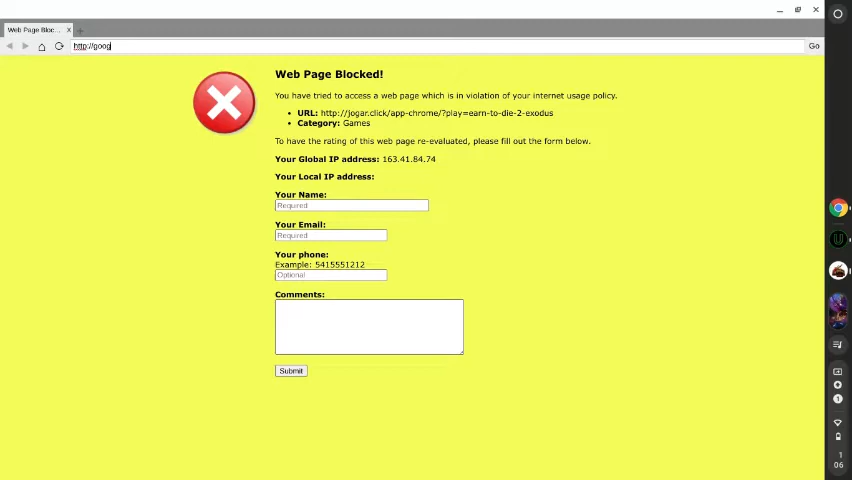 Web Page Bloc... x
http://goog
Go
Web Page Blocked!
You have tried to access a web page which is in violation of your internet usage policy.
• URL: http://jogar.click/app-chrome/?play=earn-to-die-2-exodus
• Category: Games
To have the rating of this web page re-evaluated, please fill out the form below.
Your Global IP address: 163.41.84.74
Your Local IP address:
Your Name:
Required
Your Email:
Required
Your phone:
Example: 5415551212
Optional
Comments:
Submit
1
06